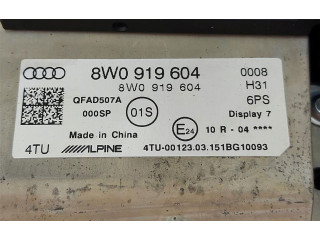 8W0 919 604 0008
8W0 919 604 H31
QFAD507A 6PS
000SP 01S Display 7
Made in China E24 10 R - 04 ****
4TU ALPINE 4TU-00123.03.151BG10093